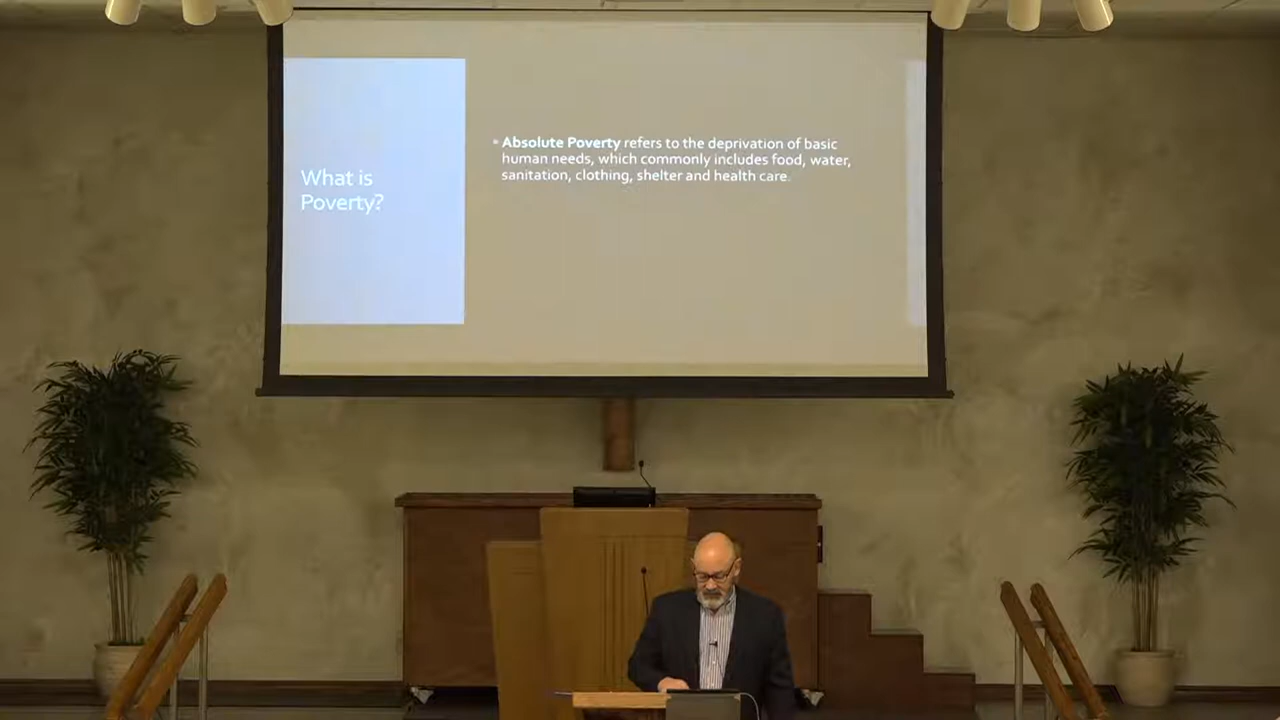 What is
Poverty?
Absolute Poverty refers to the deprivation of basic
human needs, which commonly includes food, water,
sanitation, clothing, shelter and health care.